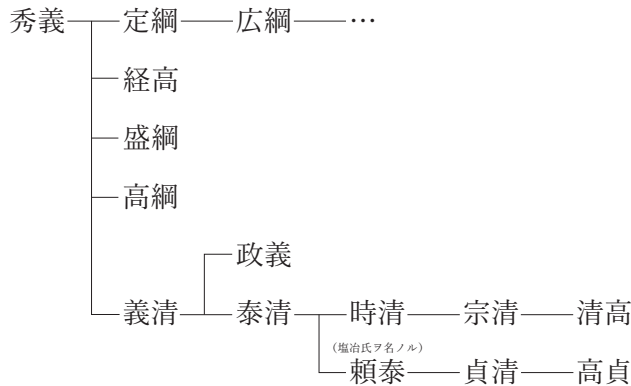 秀義 定綱 広綱 …
経高
盛綱
高綱
政義
義清 泰清 時清 宗清 清高
(塩冶氏ヲ名ノル)
頼泰 貞清 高貞